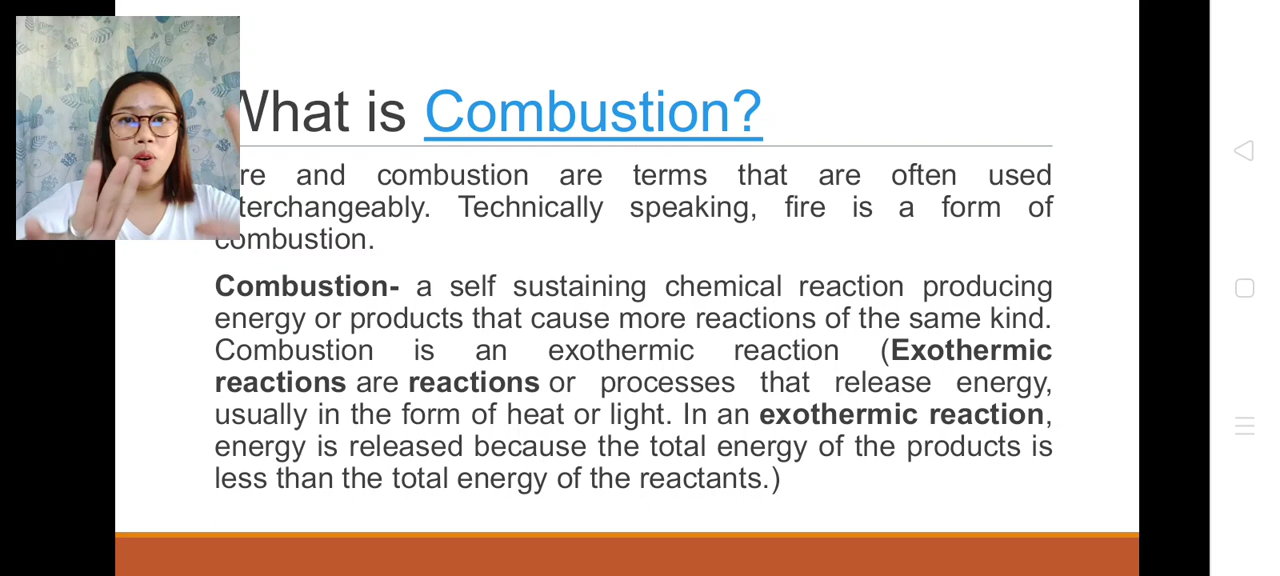 What is Combustion?
re and combustion are terms that are often used
terchangeably. Technically speaking, fire is a form of
combustion.
Combustion- a self sustaining chemical reaction producing
energy or products that cause more reactions of the same kind.
Combustion is an exothermic reaction (Exothermic
reactions are reactions or processes that release energy,
usually in the form of heat or light. In an exothermic reaction,
energy is released because the total energy of the products is
less than the total energy of the reactants.)